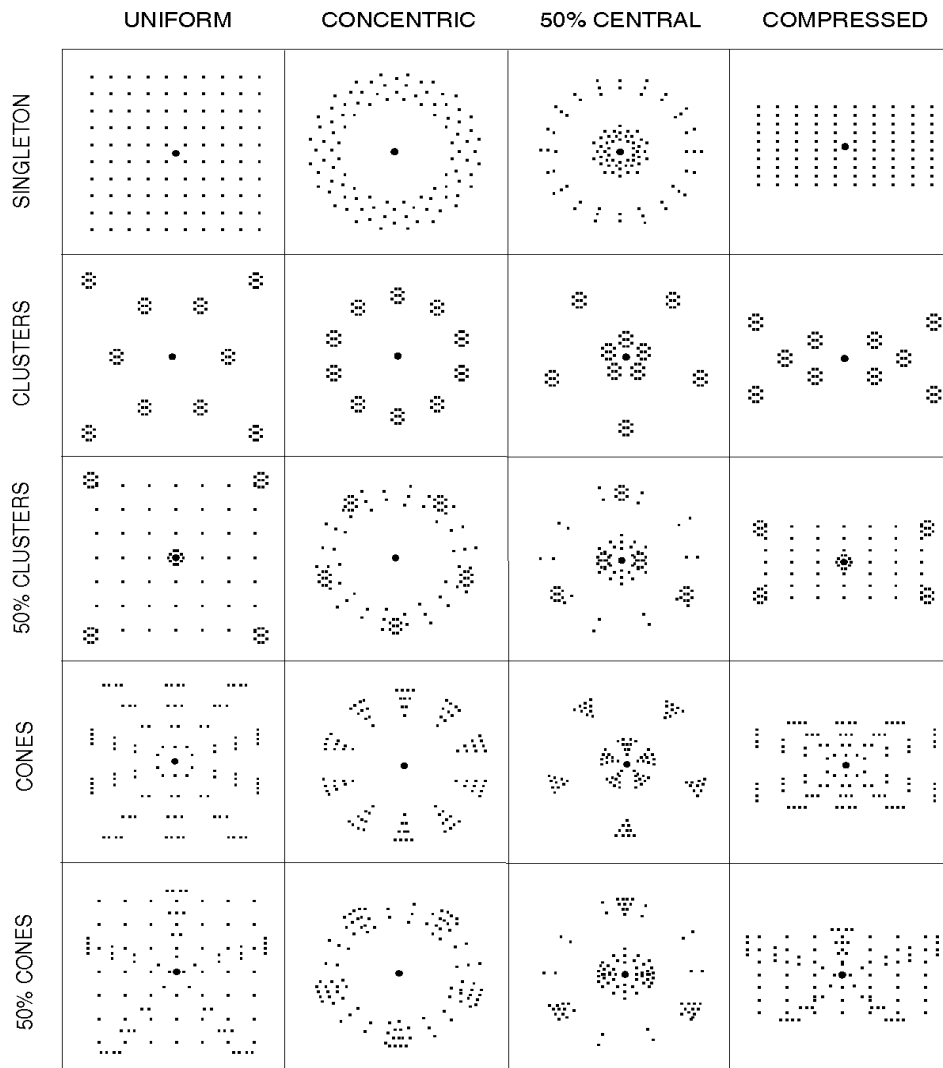 UNIFORM CONCENTRIC 50% CENTRAL COMPRESSED
SINGLETON
CLUSTERS
50% CLUSTERS
CONES
50% CONES